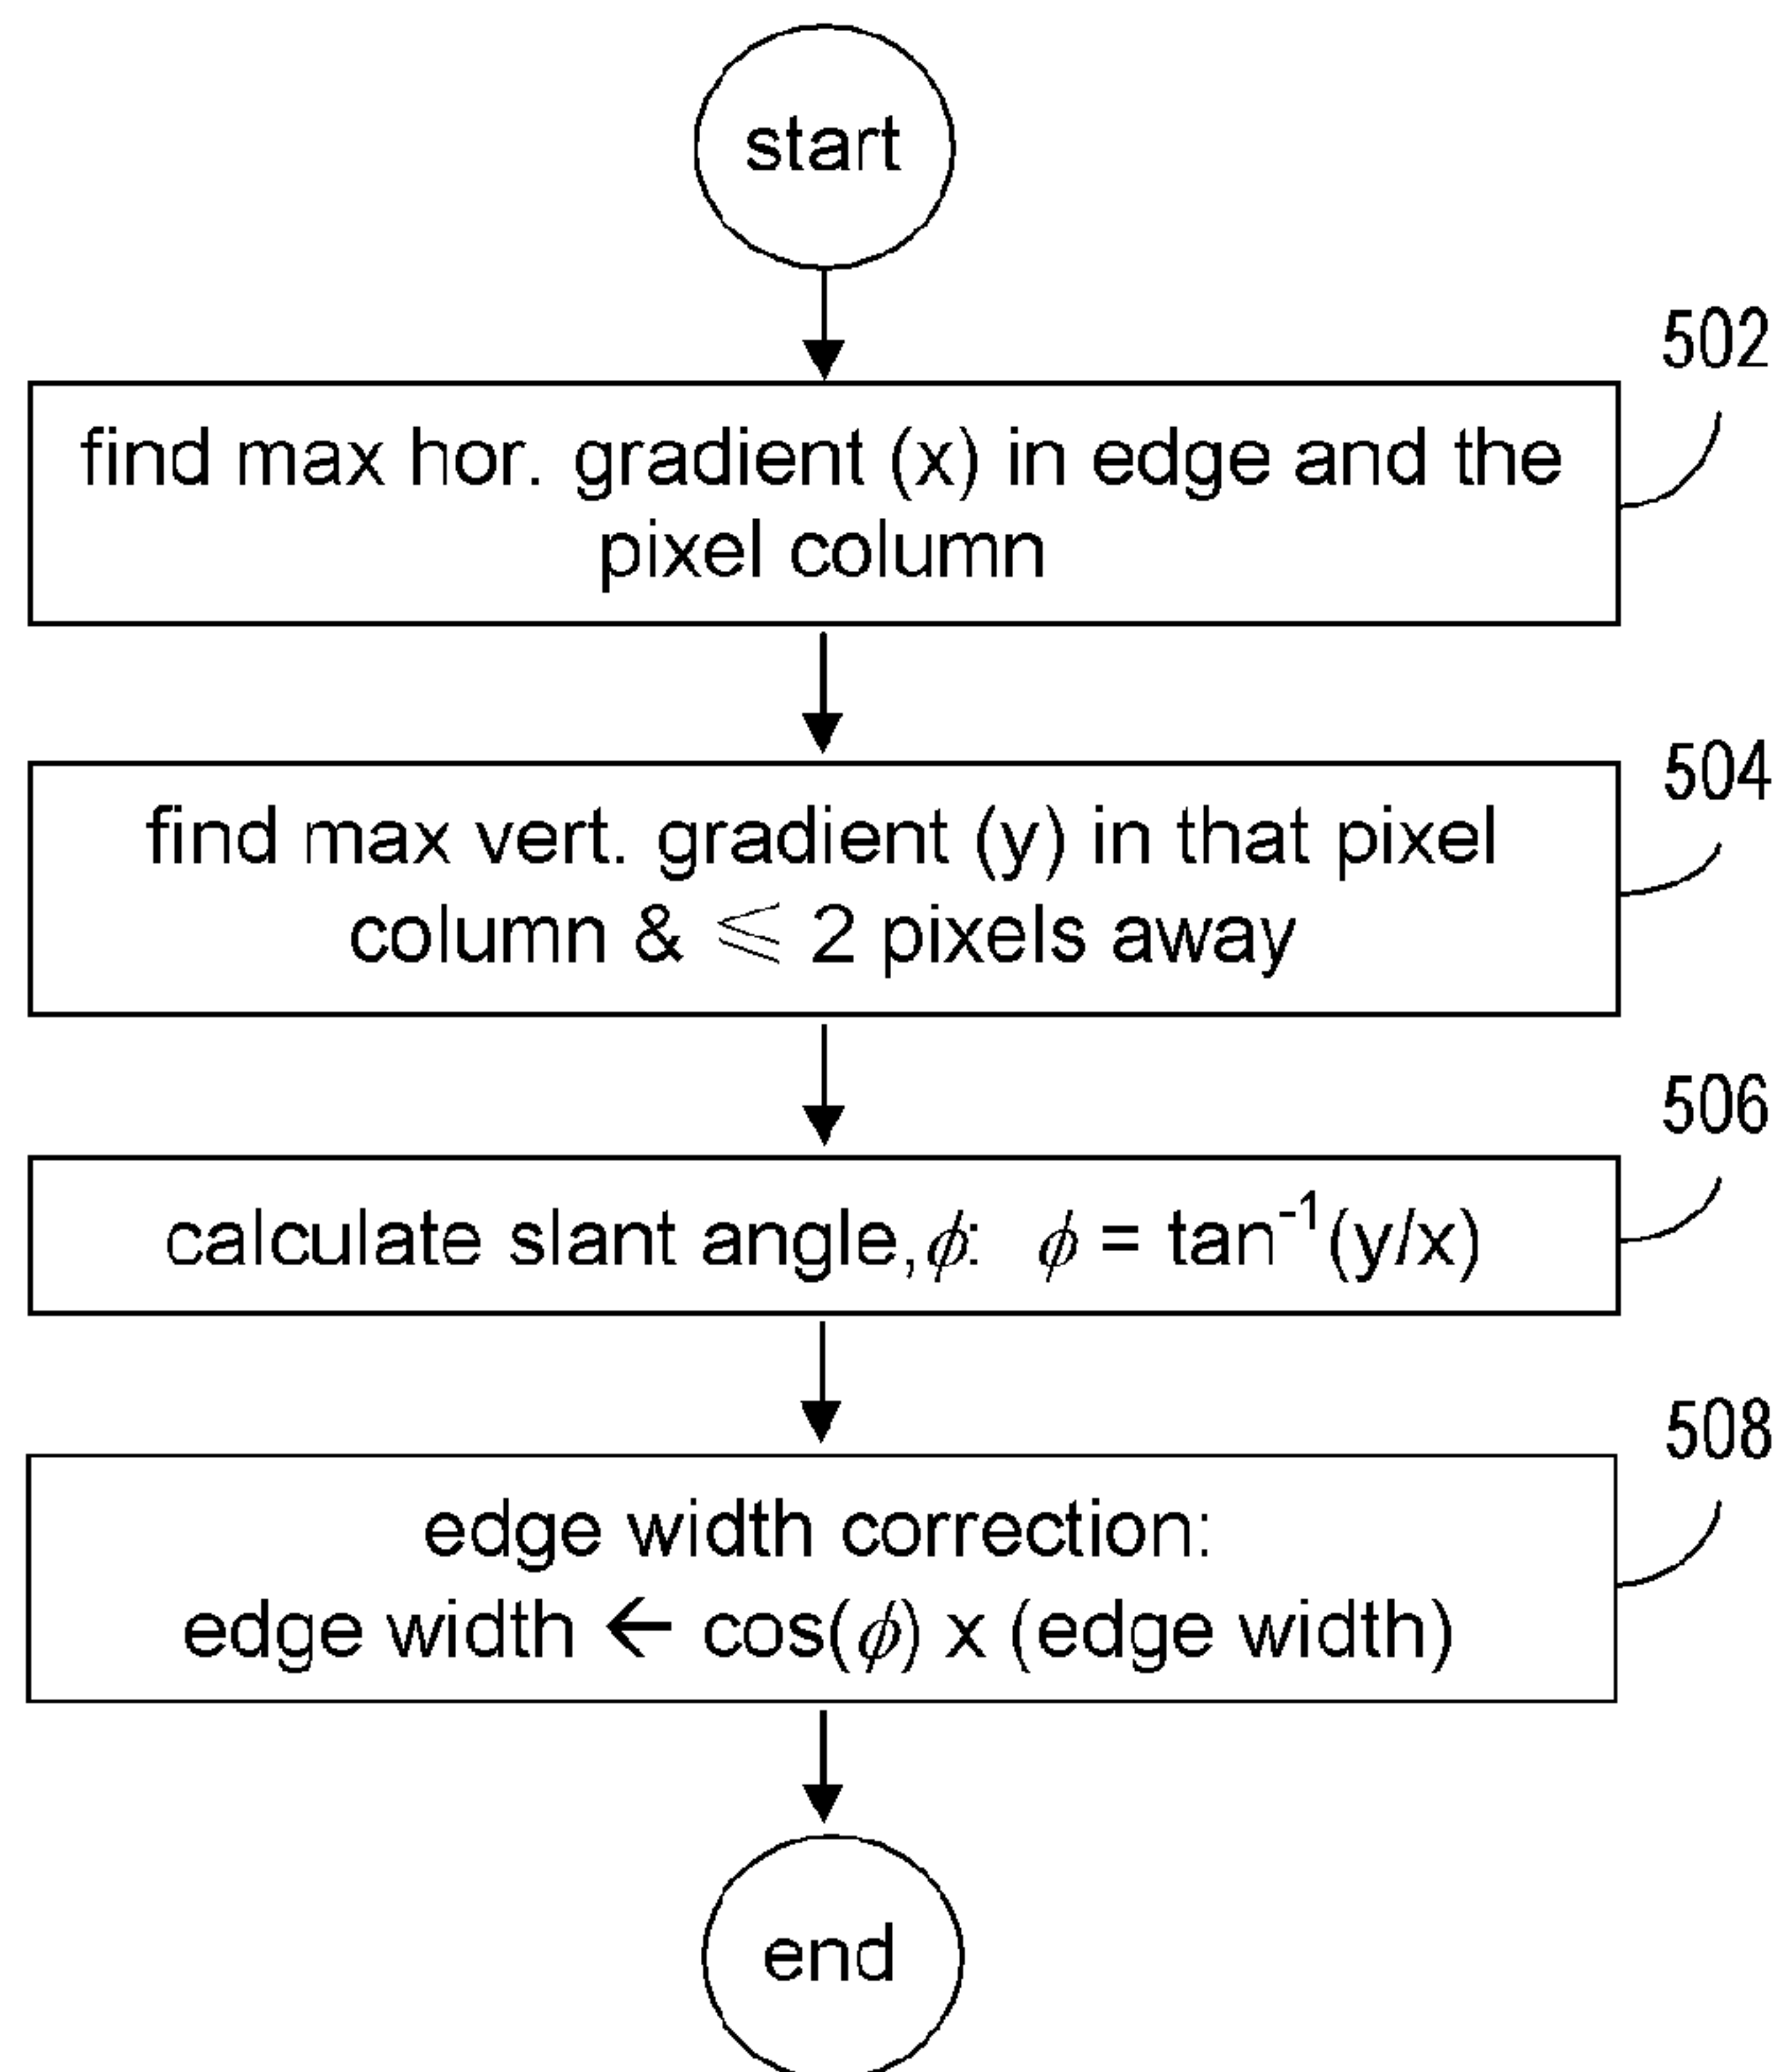 start
502
find max hor. gradient (x) in edge and the
pixel column
504
find max vert. gradient (y) in that pixel
column & ⩽ 2 pixels away
506
calculate slant angle,ϕ: ϕ = tan⁻¹(y/x)
508
edge width correction:
edge width ← cos(ϕ) x (edge width)
end